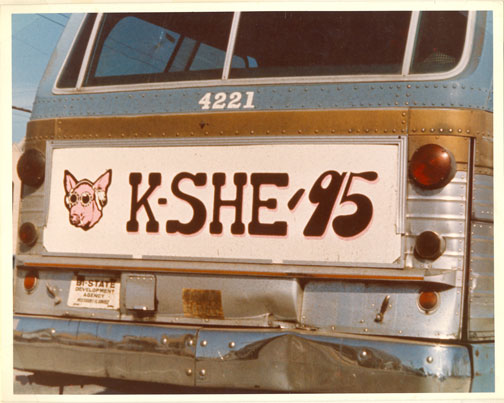 4221
K-SHE-'95
BI-STATE
DEVELOPMENT
AGENCY